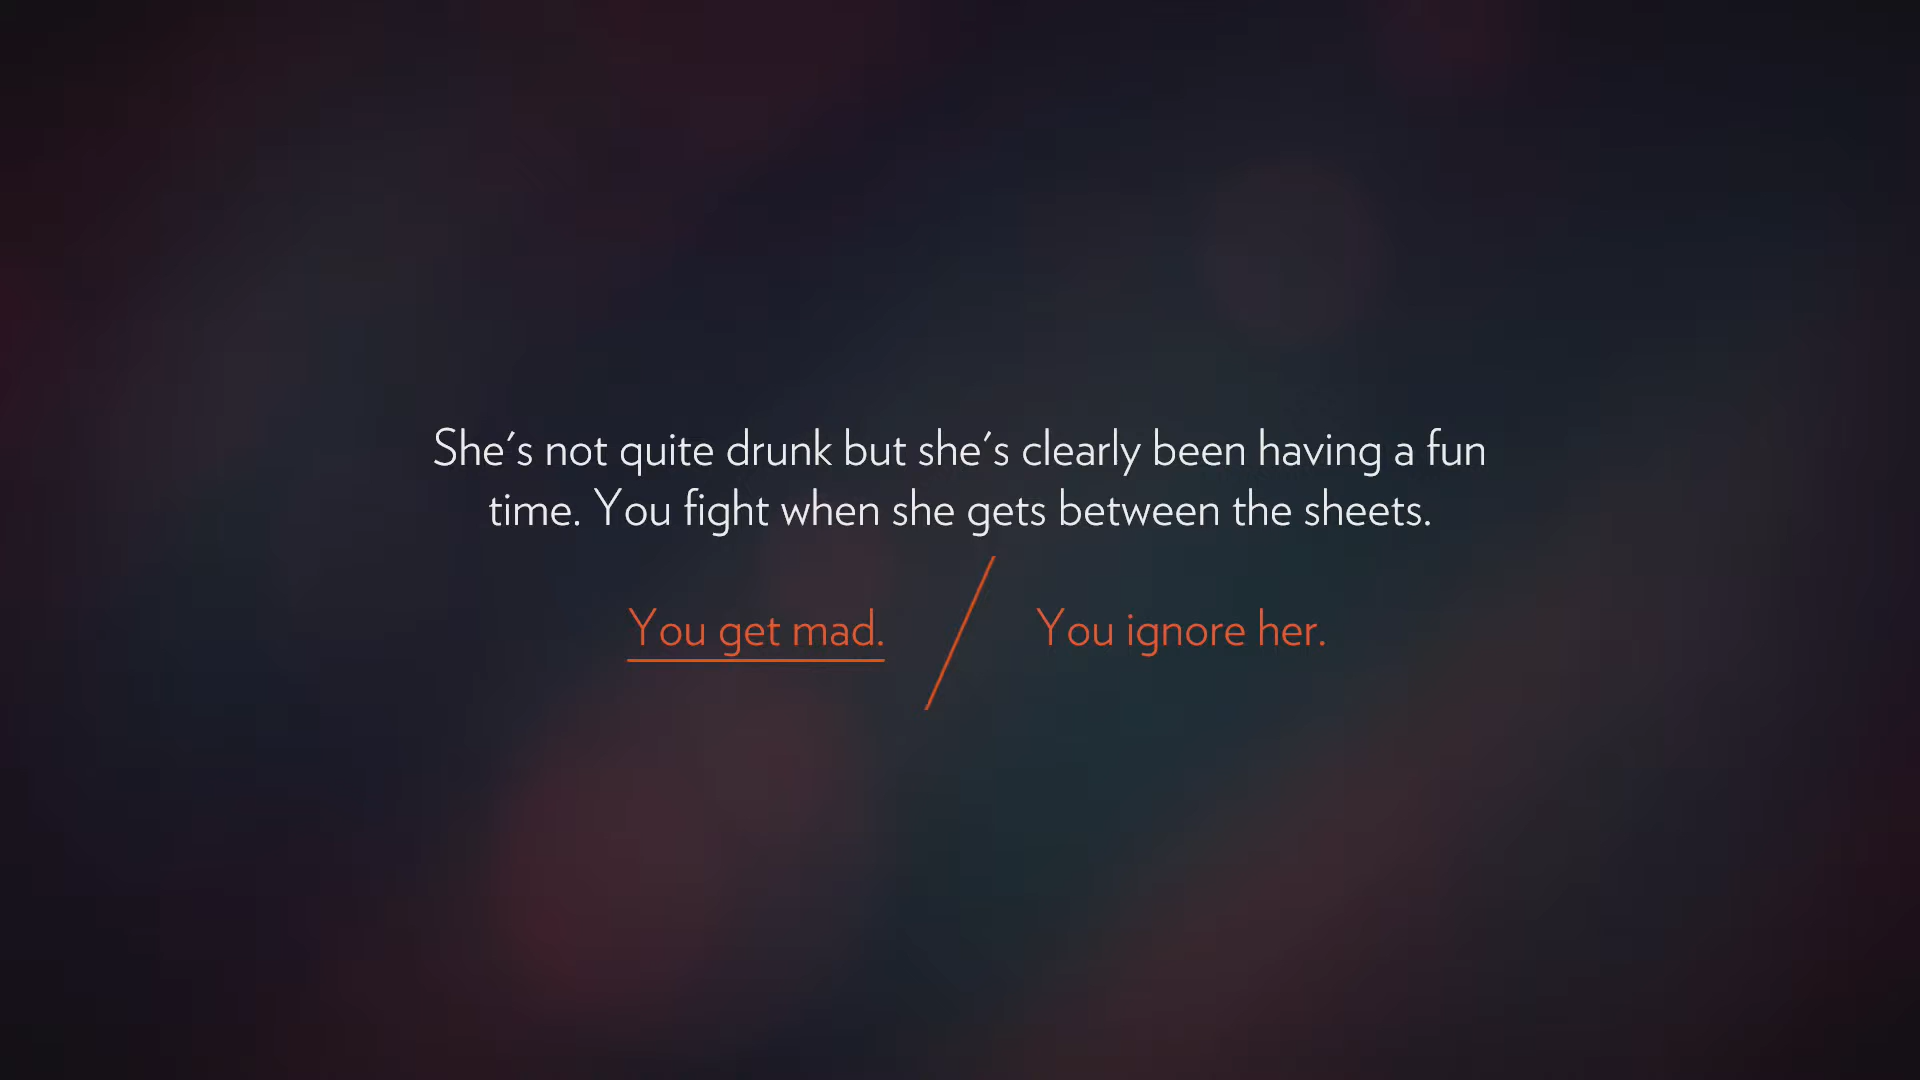 She's not quite drunk but she's clearly been having a fun
time. You fight when she gets between the sheets.
You get mad. / You ignore her.